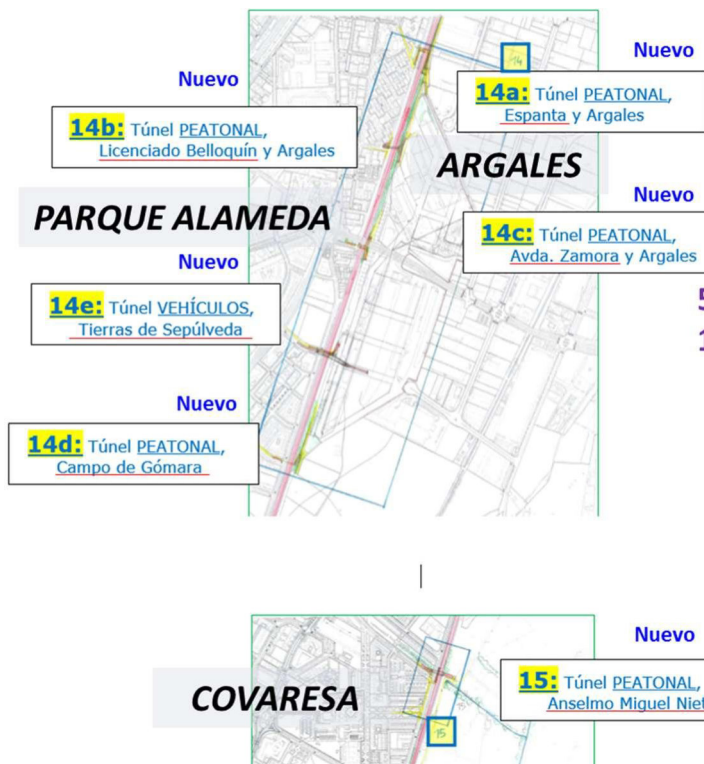 Nuevo
14a: Túnel PEATONAL,
Espanta y Argales
Nuevo
14b: Túnel PEATONAL,
Licenciado Belloquín y Argales
ARGALES
PARQUE ALAMEDA
Nuevo
14c: Túnel PEATONAL,
Avda. Zamora y Argales
Nuevo
14e: Túnel VEHÍCULOS,
Tierras de Sepúlveda
Nuevo
14d: Túnel PEATONAL,
Campo de Gómara
14
Nuevo
15: Túnel PEATONAL,
Anselmo Miguel
COVARESA
15